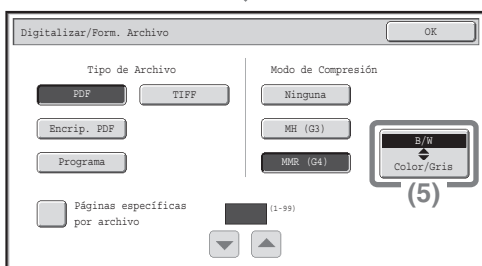 Digitalizar/Form. Archivo
OK
Tipo de Archivo
Modo de Compresión
PDF
TIFF
Ninguna
Encrip. PDF
MH (G3)
B/W
Color/Gris
Programa
MMR (G4)
(5)
Páginas específicas
por archivo
(1-99)